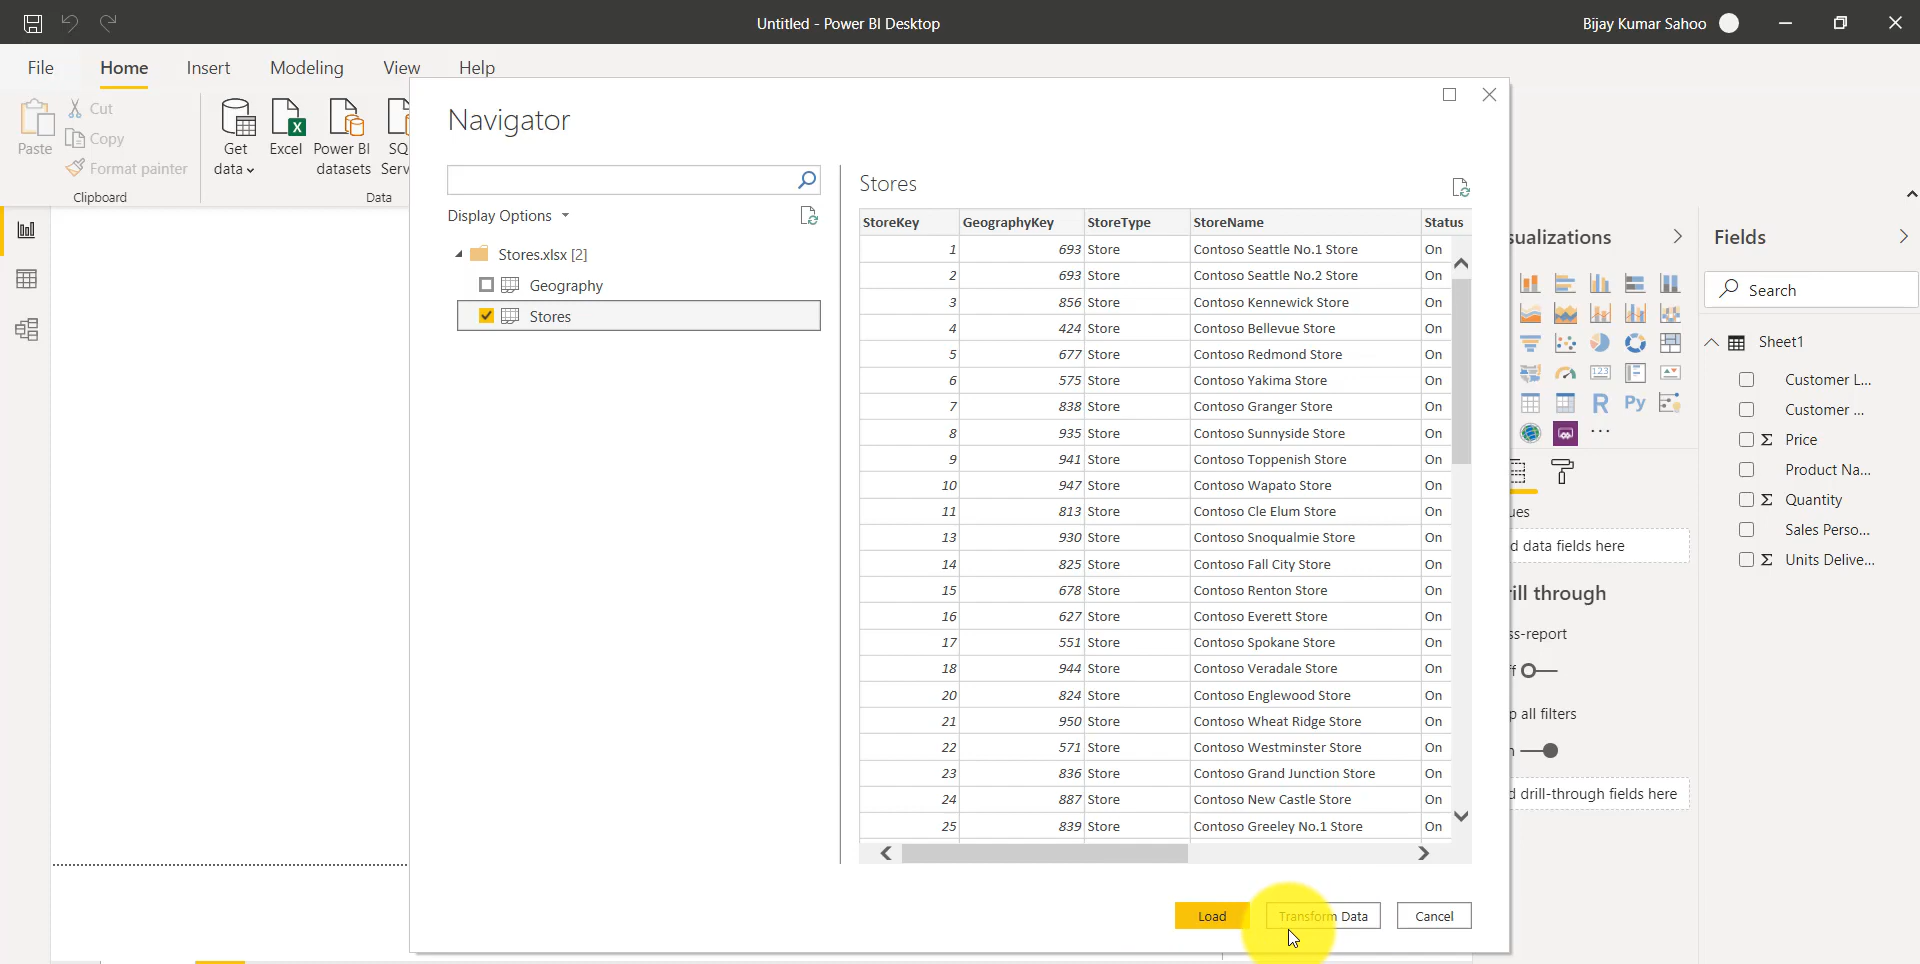 Untitled - Power BI Desktop
Bijay Kumar Sahoo
File Home Insert Modeling View Help
Paste
Cut
Copy
Format painter
Clipboard
Get data
Excel
Power BI datasets
SQ
Serv
Data
Navigator
Display Options
Stores.xlsx [2]
Geography
Stores
Stores
StoreKey GeographyKey StoreType StoreName Status
1 693 Store Contoso Seattle No.1 Store On
2 693 Store Contoso Seattle No.2 Store On
3 856 Store Contoso Kennewick Store On
4 424 Store Contoso Bellevue Store On
5 677 Store Contoso Redmond Store On
6 575 Store Contoso Yakima Store On
7 838 Store Contoso Granger Store On
8 935 Store Contoso Sunnyside Store On
9 941 Store Contoso Toppenish Store On
10 947 Store Contoso Wapato Store On
11 813 Store Contoso Cle Elum Store On
13 930 Store Contoso Snoqualmie Store On
14 825 Store Contoso Fall City Store On
15 678 Store Contoso Renton Store On
16 627 Store Contoso Everett Store On
17 551 Store Contoso Spokane Store On
18 944 Store Contoso Veradale Store On
20 824 Store Contoso Englewood Store On
21 950 Store Contoso Wheat Ridge Store On
22 571 Store Contoso Westminster Store On
23 836 Store Contoso Grand Junction Store On
24 887 Store Contoso New Castle Store On
25 839 Store Contoso Greeley No.1 Store On
Load Transform Data Cancel
sualizations
123
R Py
...
ues
d data fields here
ill through
ss-report
f
p all filters
n
d drill-through fields here
Fields
Search
Sheet1
Customer L...
Customer ...
Σ Price
Product Na...
Σ Quantity
Sales Perso...
Σ Units Delive...